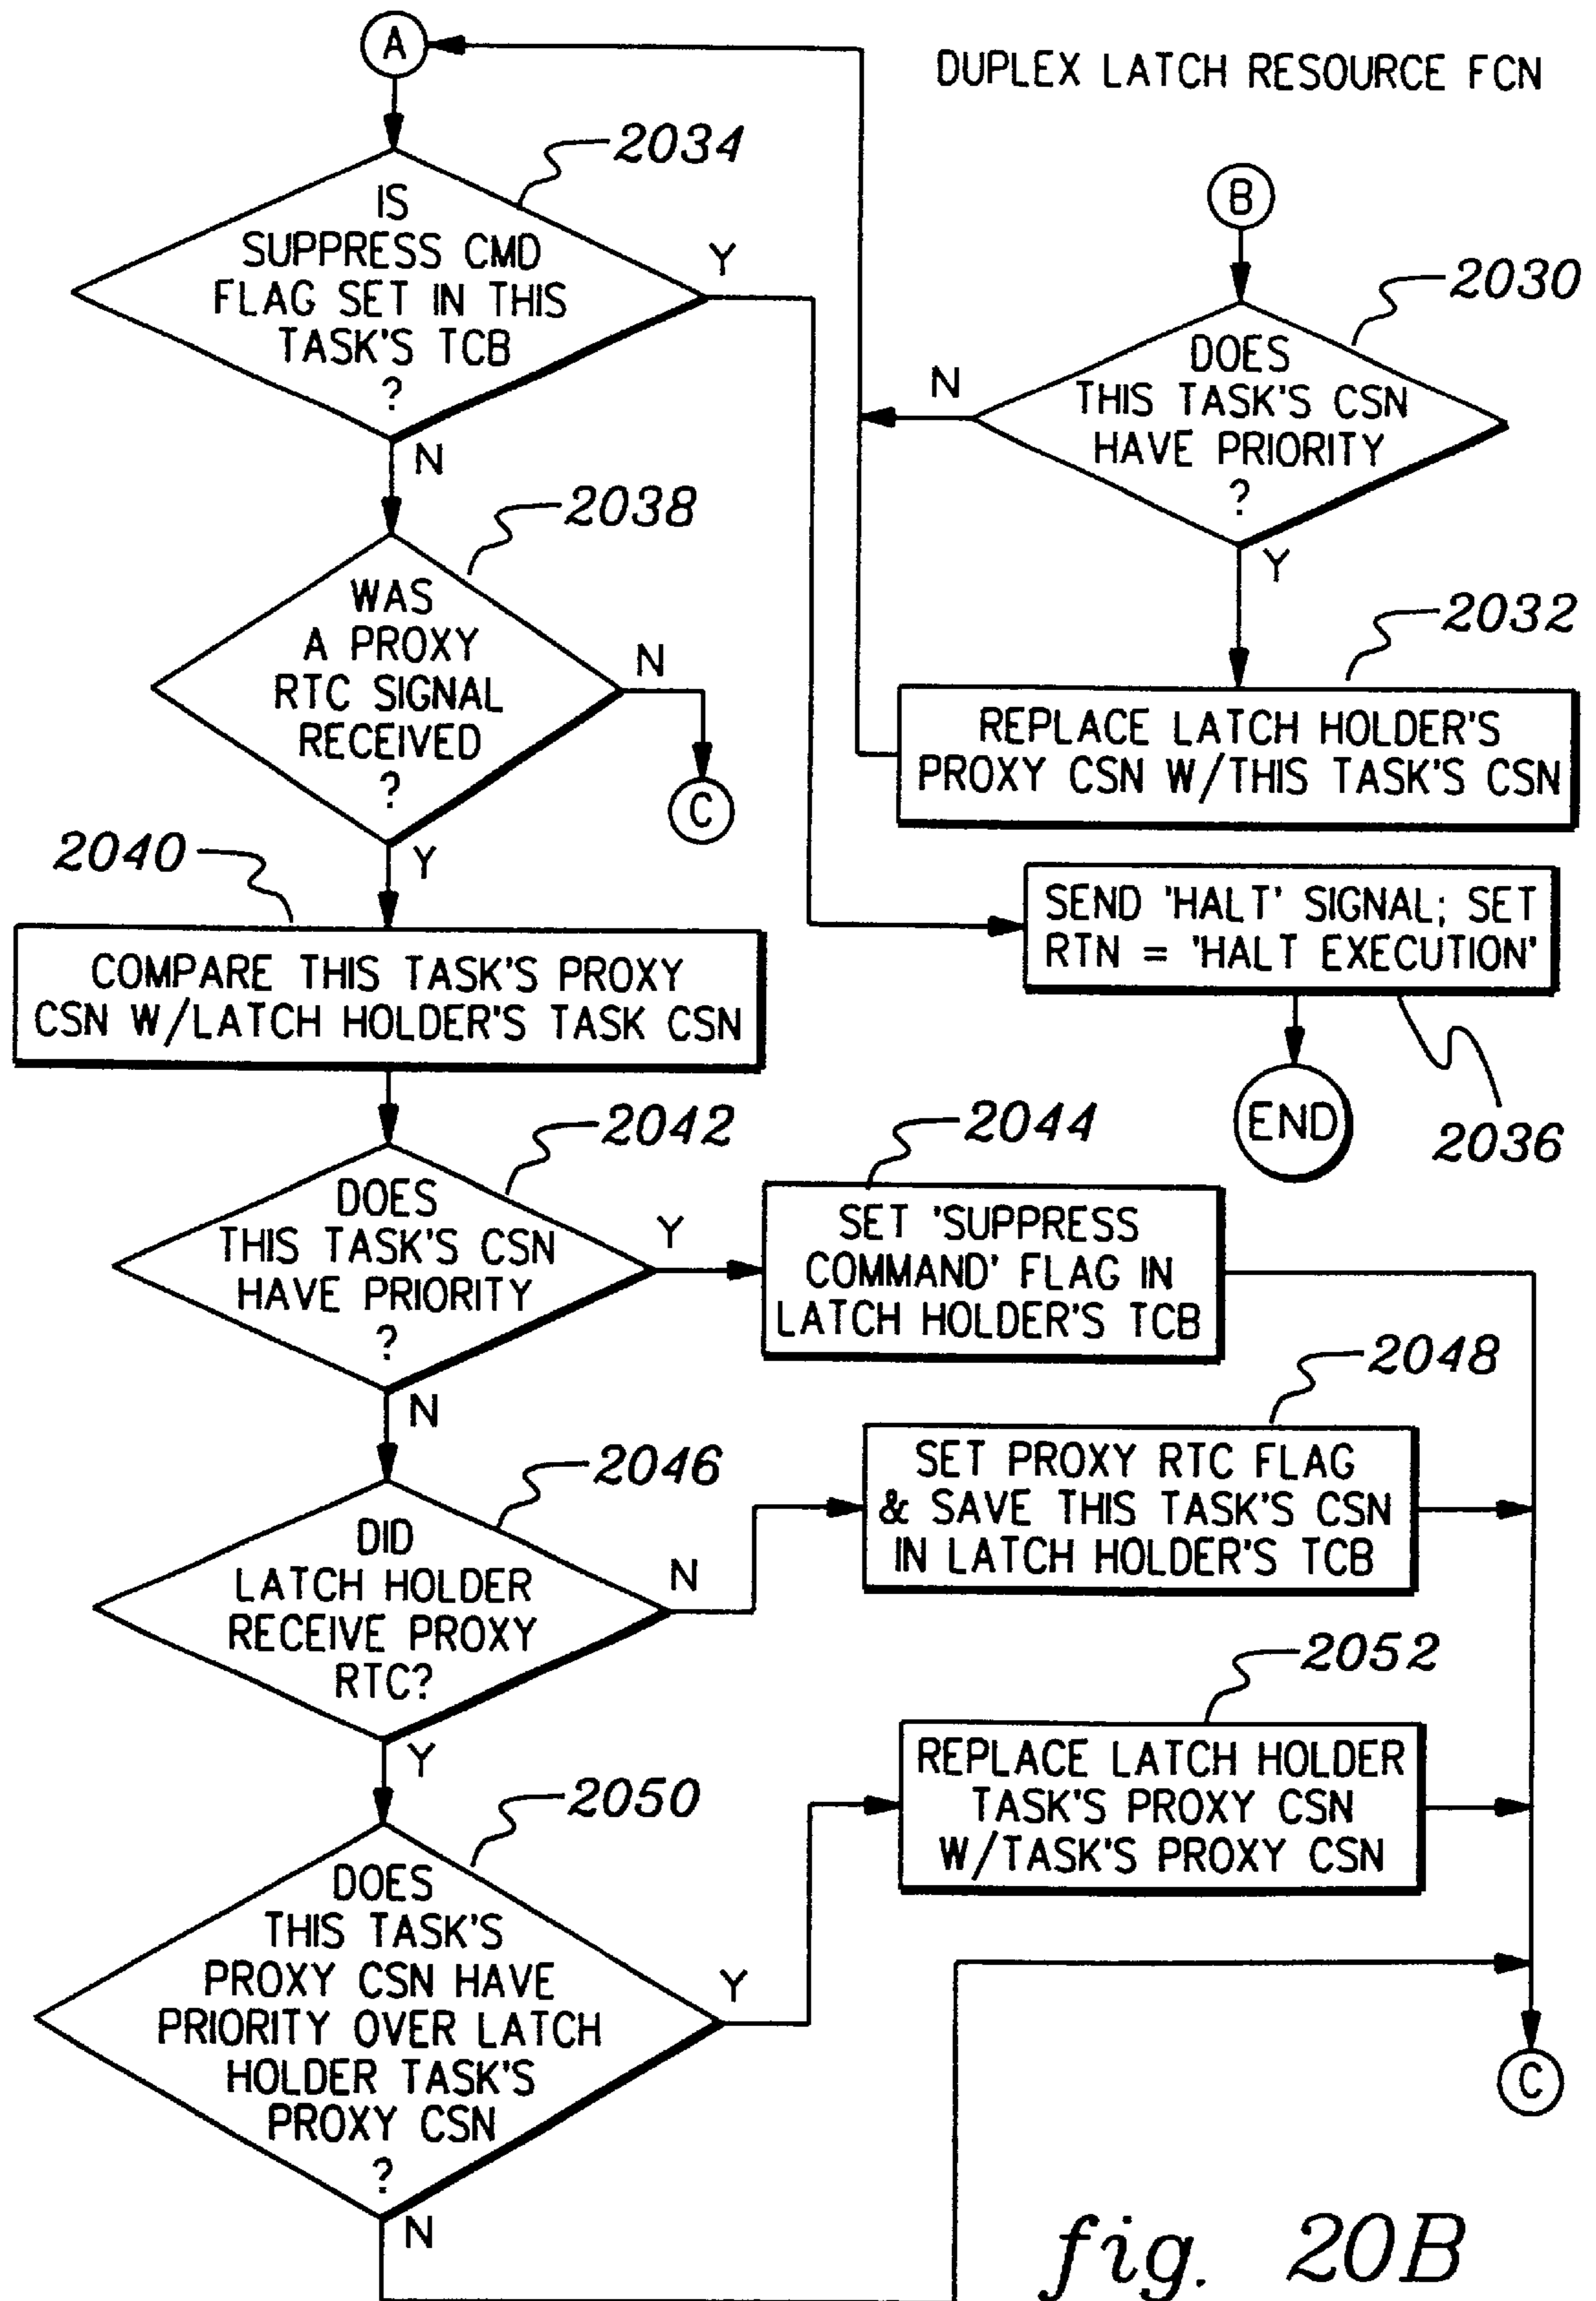 A
DUPLEX LATCH RESOURCE FCN
2034
IS
SUPPRESS CMD
FLAG SET IN THIS
TASK'S TCB
?
Y
N
B
2030
DOES
THIS TASK'S CSN
HAVE PRIORITY
?
N
Y
2038
WAS
A PROXY
RTC SIGNAL
RECEIVED
?
N
C
Y
2032
REPLACE LATCH HOLDER'S
PROXY CSN W/THIS TASK'S CSN
2040
COMPARE THIS TASK'S PROXY
CSN W/LATCH HOLDER'S TASK CSN
SEND 'HALT' SIGNAL; SET
RTN = 'HALT EXECUTION'
END
2036
2042
DOES
THIS TASK'S CSN
HAVE PRIORITY
?
Y
N
2044
SET 'SUPPRESS
COMMAND' FLAG IN
LATCH HOLDER'S TCB
2046
DID
LATCH HOLDER
RECEIVE PROXY
RTC?
N
Y
2048
SET PROXY RTC FLAG
& SAVE THIS TASK'S CSN
IN LATCH HOLDER'S TCB
2050
DOES
THIS TASK'S
PROXY CSN HAVE
PRIORITY OVER LATCH
HOLDER TASK'S
PROXY CSN
?
Y
N
2052
REPLACE LATCH HOLDER
TASK'S PROXY CSN
W/TASK'S PROXY CSN
C
fig. 20B